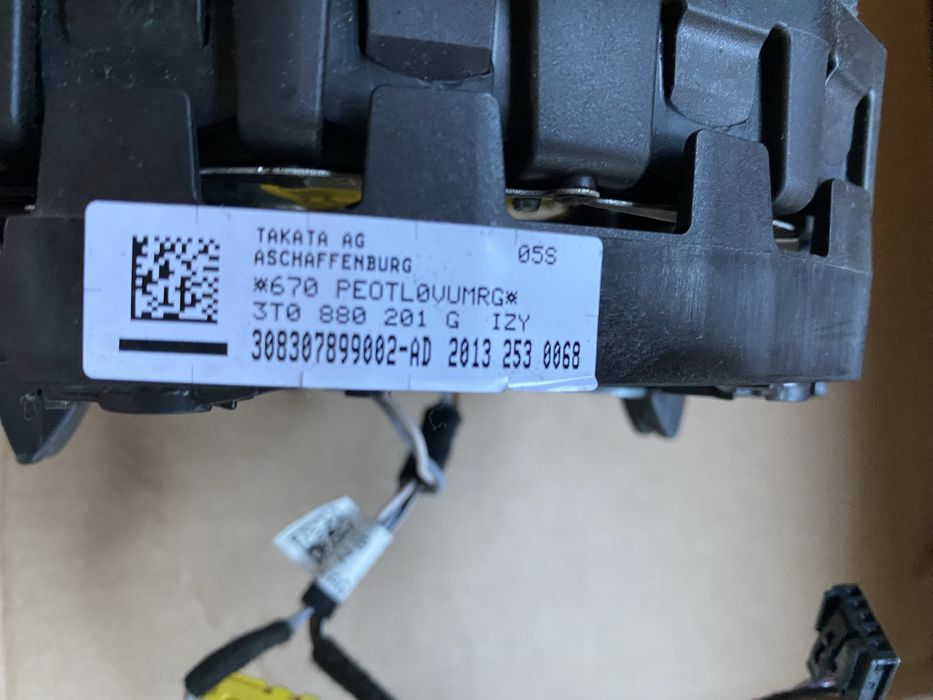 TAKATA AG
ASCHAFFENBURG
05S
*670 PEOTL0VUMRG*
3T0 880 201 G IZY
308307899002-AD 2013 253 0068